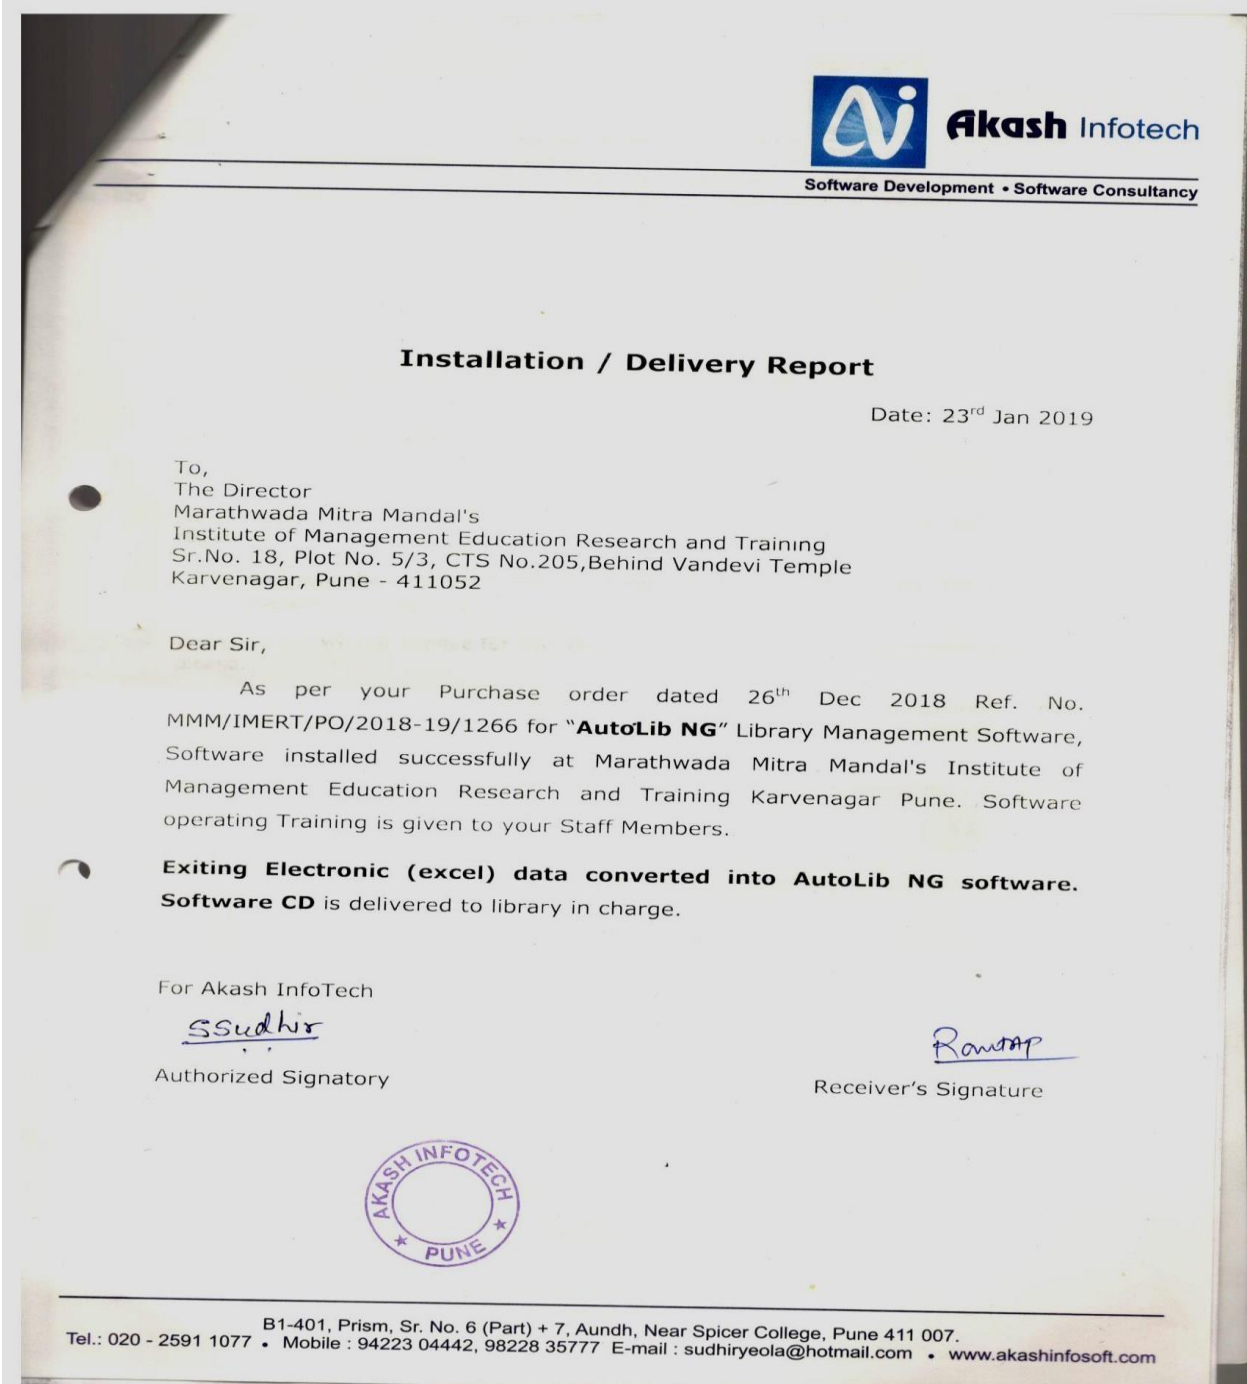 Ai Akash Infotech
Software Development • Software Consultancy
Installation / Delivery Report
Date: 23rd Jan 2019
To,
The Director
Marathwada Mitra Mandal's
Institute of Management Education Research and Training
Sr.No. 18, Plot No. 5/3, CTS No.205,Behind Vandevi Temple
Karvenagar, Pune - 411052
Dear Sir,
As per your Purchase order dated 26th Dec 2018 Ref. No.
MMM/IMERT/PO/2018-19/1266 for "AutoLib NG" Library Management Software,
Software installed successfully at Marathwada Mitra Mandal's Institute of
Management Education Research and Training Karvenagar Pune. Software
operating Training is given to your Staff Members.
Exiting Electronic (excel) data converted into AutoLib NG software.
Software CD is delivered to library in charge.
For Akash InfoTech
SSudhir
Authorized Signatory
Receiver's Signature
AKASH INFOTECH
★ PUNE ★
B1-401, Prism, Sr. No. 6 (Part) + 7, Aundh, Near Spicer College, Pune 411 007.
Tel.: 020 - 2591 1077 • Mobile : 94223 04442, 98228 35777 E-mail : sudhiryeola@hotmail.com • www.akashinfosoft.com